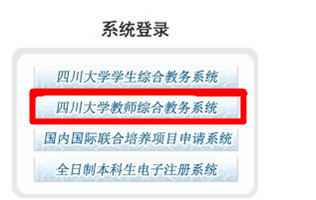 系统登录
四川大学学生综合教务系统
四川大学教师综合教务系统
国内国际联合培养项目申请系统
全日制本科生电子注册系统